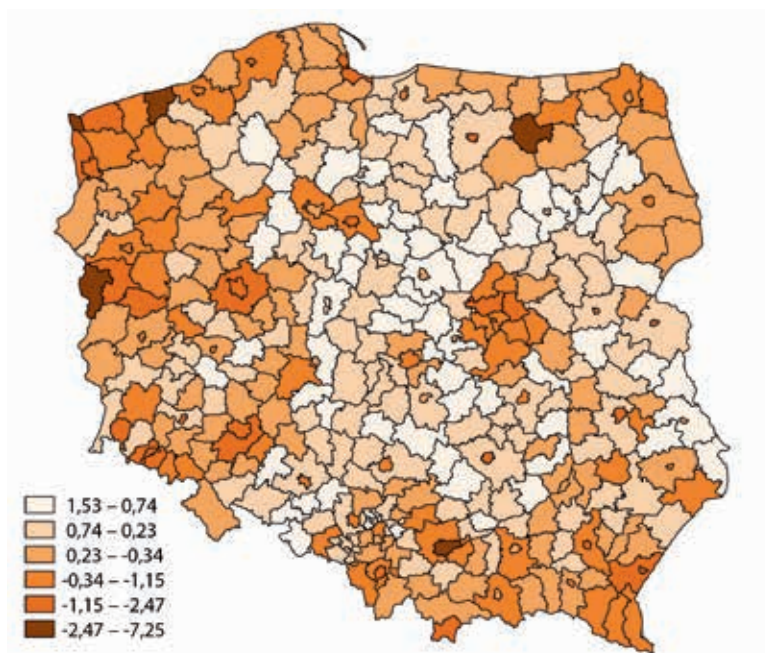 1,53 – 0,74
0,74 – 0,23
0,23 – -0,34
-0,34 – -1,15
-1,15 – -2,47
-2,47 – -7,25